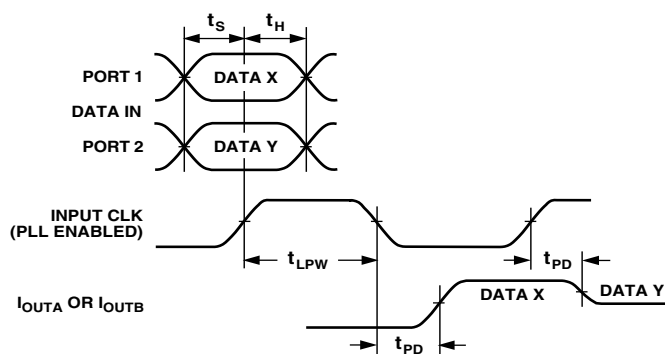 tS tH
PORT 1
DATA X
DATA IN
PORT 2
DATA Y
INPUT CLK
(PLL ENABLED)
tLPW
tPD
IOUTA OR IOUTB
DATA X
DATA Y
tPD